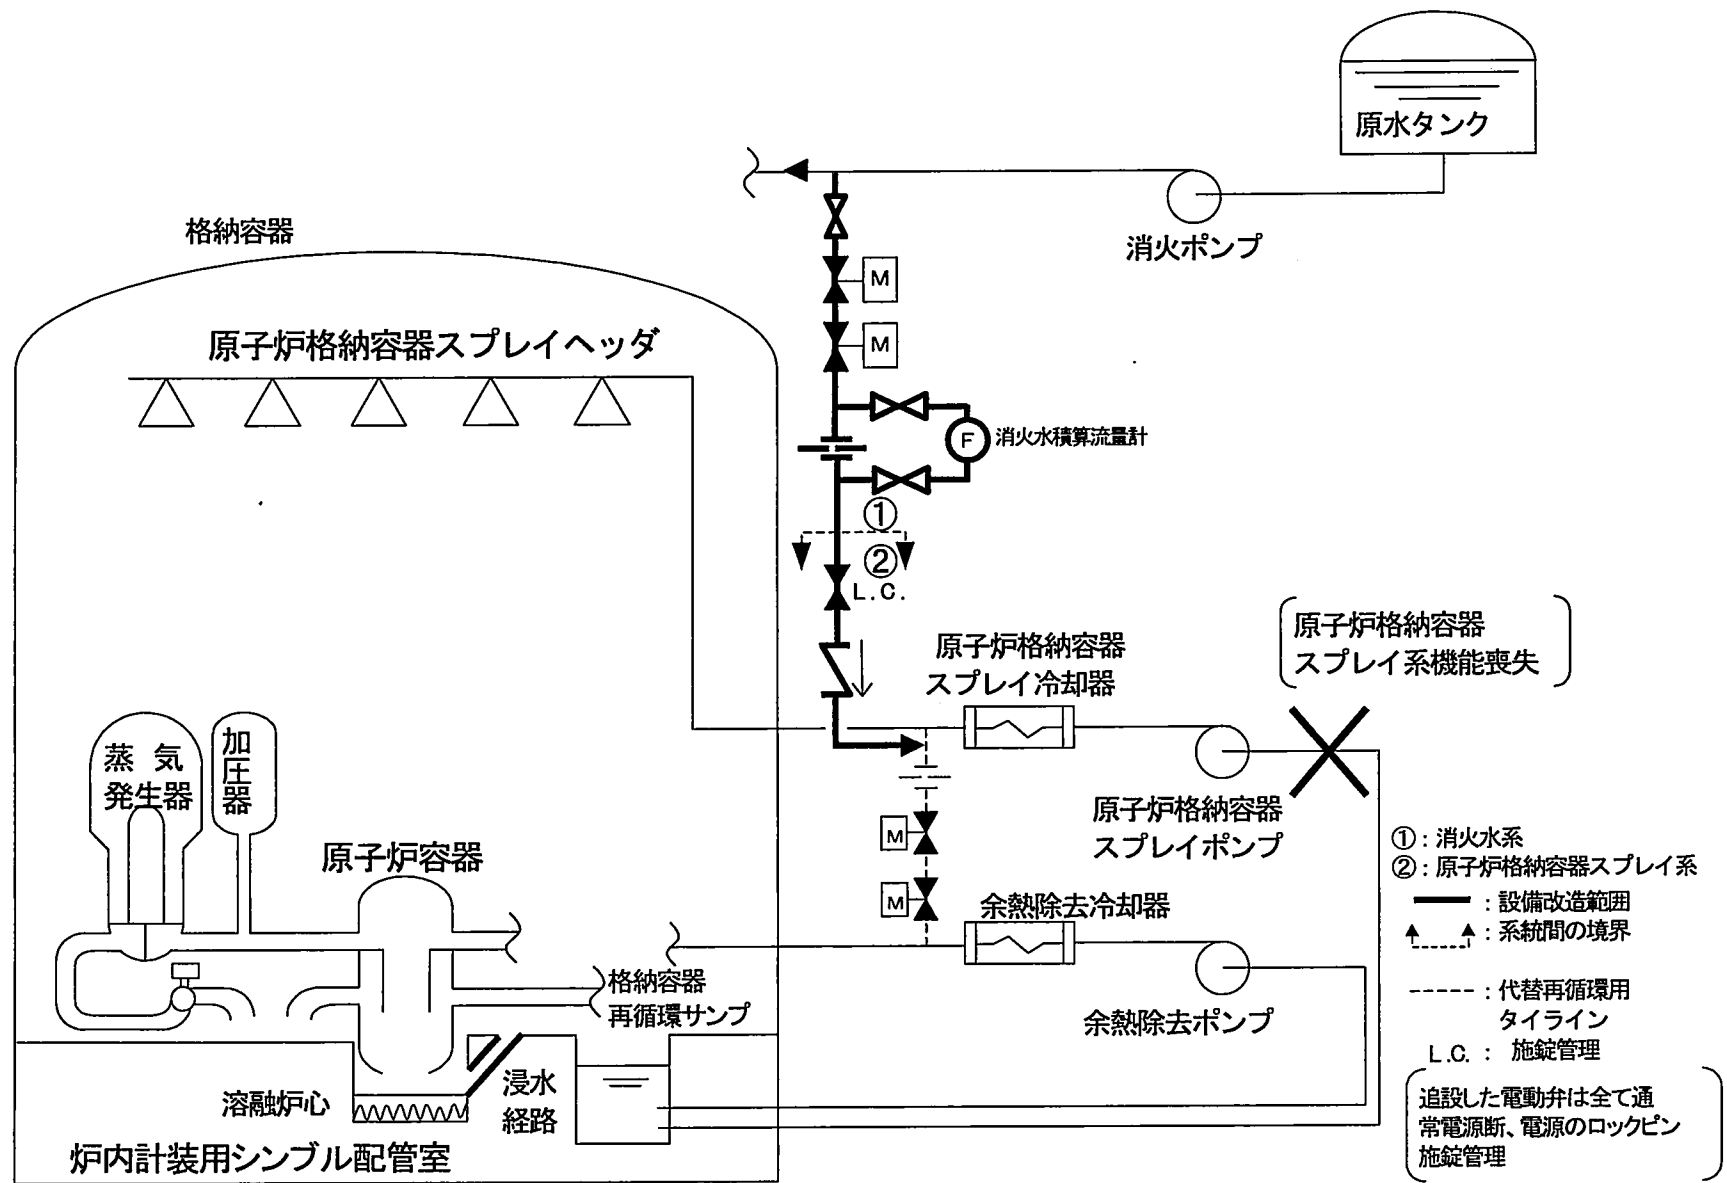 原水タンク
消火ポンプ
格納容器
M
原子炉格納容器スプレイヘッダ
M
F
消火水積算流量計
①
②
L.C.
原子炉格納容器
スプレイ系機能喪失
原子炉格納容器
スプレイ冷却器
蒸気
発生器
加
圧
器
原子炉格納容器
スプレイポンプ
M
原子炉容器
①:消火水系
②:原子炉格納容器スプレイ系
M
余熱除去冷却器
:設備改造範囲
:系統間の境界
格納容器
再循環サンプ
余熱除去ポンプ
:代替再循環用
タイライン
L.C.: 施錠管理
溶融炉心
浸水
経路
追設した電動弁は全て通
常電源断、電源のロックピン
施錠管理
炉内計装用シンブル配管室